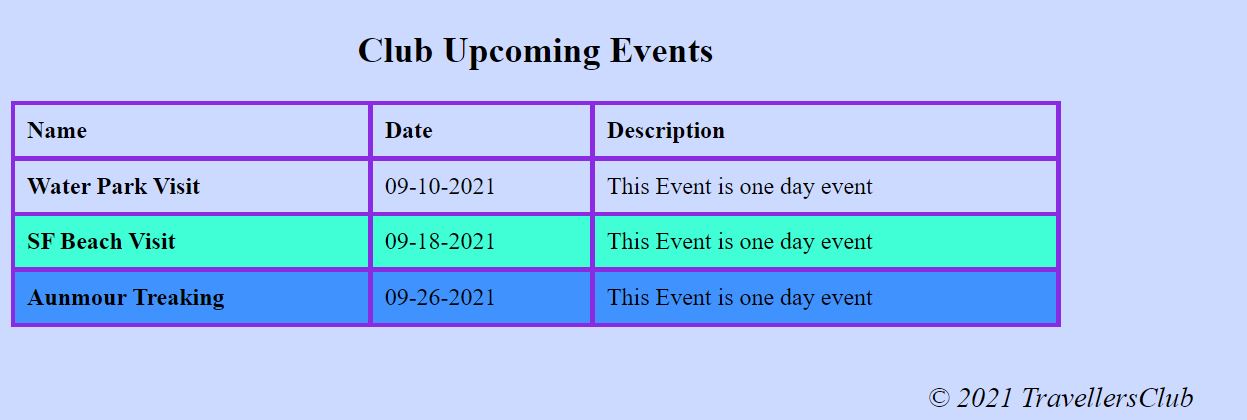 Club Upcoming Events
Name Date Description
Water Park Visit 09-10-2021 This Event is one day event
SF Beach Visit 09-18-2021 This Event is one day event
Aunmour Treaking 09-26-2021 This Event is one day event
© 2021 TravellersClub